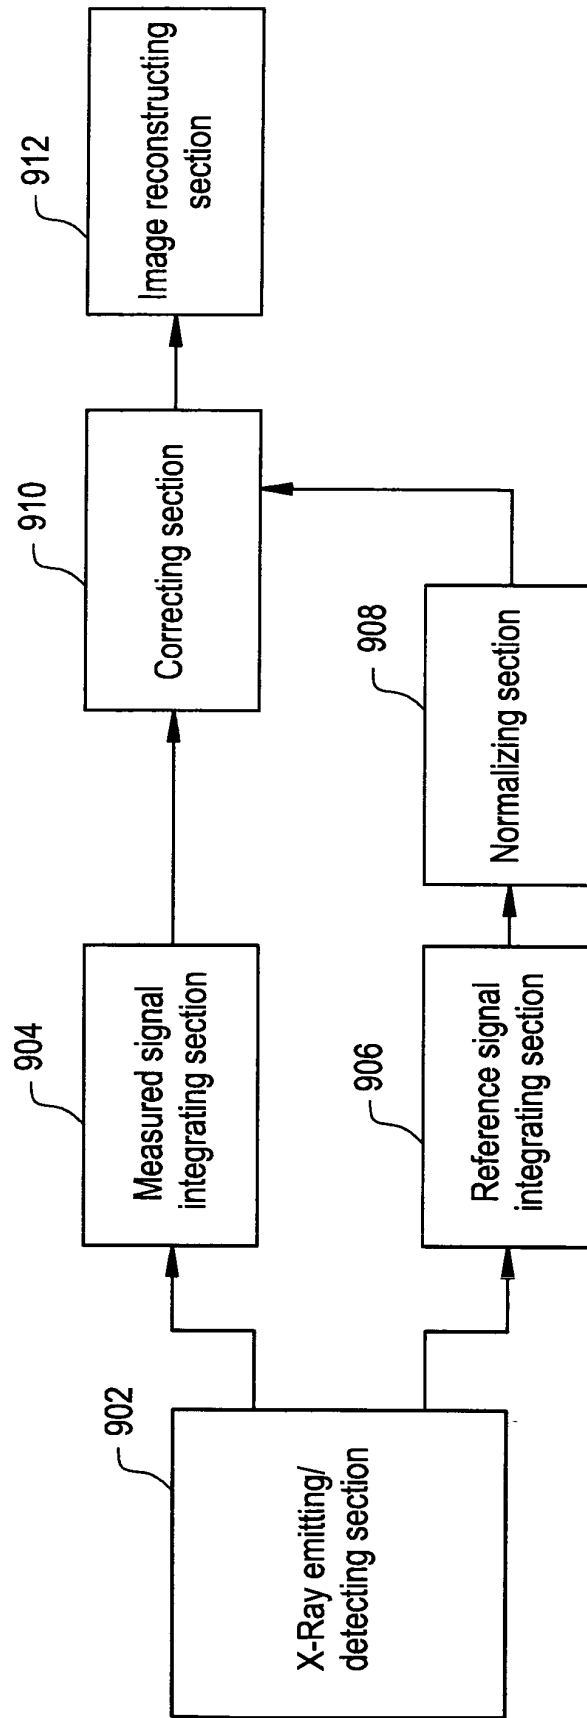 902
X-Ray emitting/
detecting section
904
Measured signal
integrating section
906
Reference signal
integrating section
908
Normalizing section
910
Correcting section
912
Image reconstructing
section